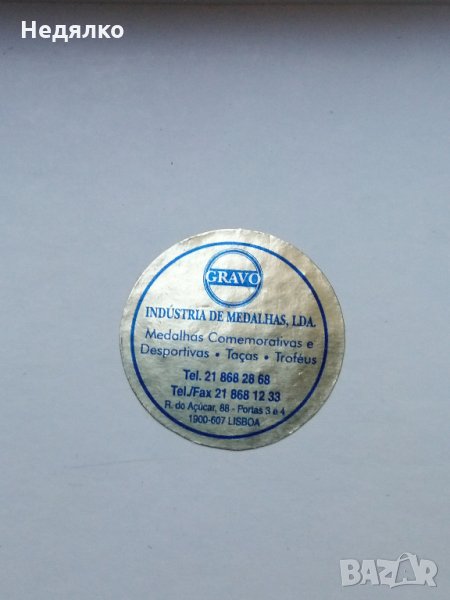 Недялко
GRAVO
INDÚSTRIA DE MEDALHAS, LDA.
Medalhas Comemorativas e
Desportivas • Taças • Troféus
Tel. 21 868 28 68
Tel./Fax 21 868 12 33
R. do Açúcar, 88 - Portas 3 e 4
1900-607 LISBOA
BAZAR